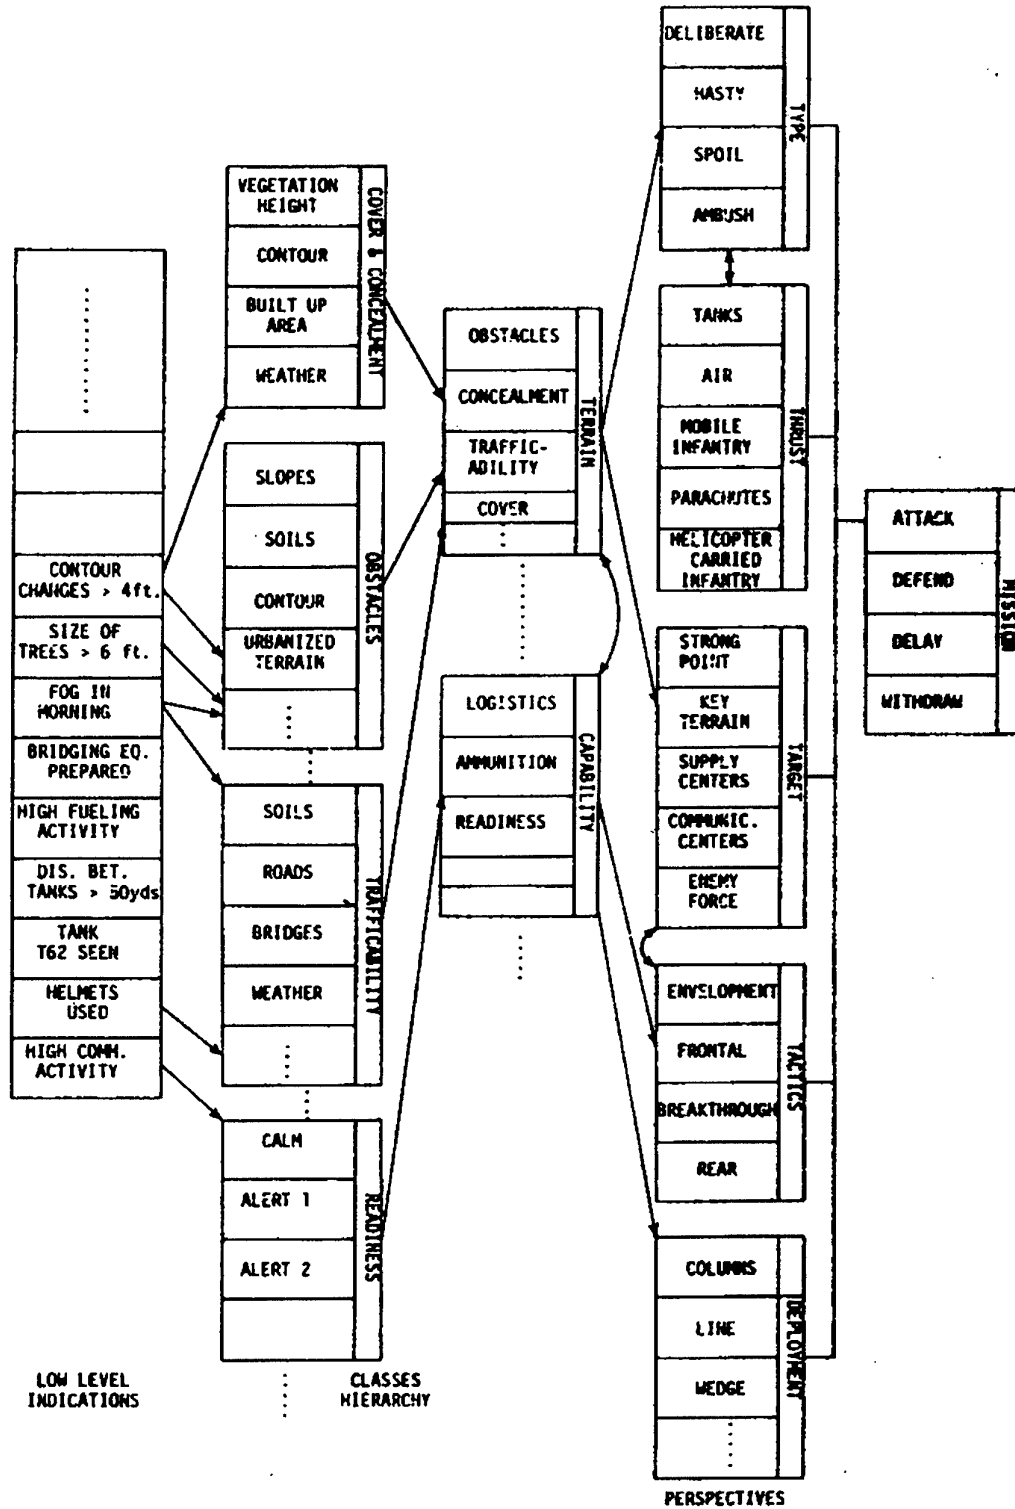 CONTOUR
CHANGES > 4ft.
SIZE OF
TREES > 6 ft.
FOG IN
MORNING
BRIDGING EQ.
PREPARED
HIGH FUELING
ACTIVITY
DIS. BET.
TANKS > 50yds
TANK
T62 SEEN
HELMETS
USED
HIGH COMM.
ACTIVITY
LOW LEVEL
INDICATIONS
VEGETATION
HEIGHT
CONTOUR
BUILT UP
AREA
WEATHER
COVER & CONCEALMENT
SLOPES
SOILS
CONTOUR
URBANIZED
TERRAIN
OBSTACLES
SOILS
ROADS
BRIDGES
WEATHER
TRAFFICABILITY
CALM
ALERT 1
ALERT 2
READINESS
CLASSES
HIERARCHY
OBSTACLES
CONCEALMENT
TRAFFIC-
ABILITY
COVER
TERRAIN
LOGISTICS
AMMUNITION
READINESS
CAPABILITY
DELIBERATE
HASTY
SPOIL
AMBUSH
TYPE
TANKS
AIR
MOBILE
INFANTRY
PARACHUTES
HELICOPTER
CARRIED
INFANTRY
THRUST
STRONG
POINT
KEY
TERRAIN
SUPPLY
CENTERS
COMMUNIC.
CENTERS
ENEMY
FORCE
TARGET
ENVELOPMENT
FRONTAL
BREAKTHROUGH
REAR
TACTICS
COLUMNS
LINE
WEDGE
DEPLOYMENT
PERSPECTIVES
ATTACK
DEFEND
DELAY
WITHDRAW
MISSION